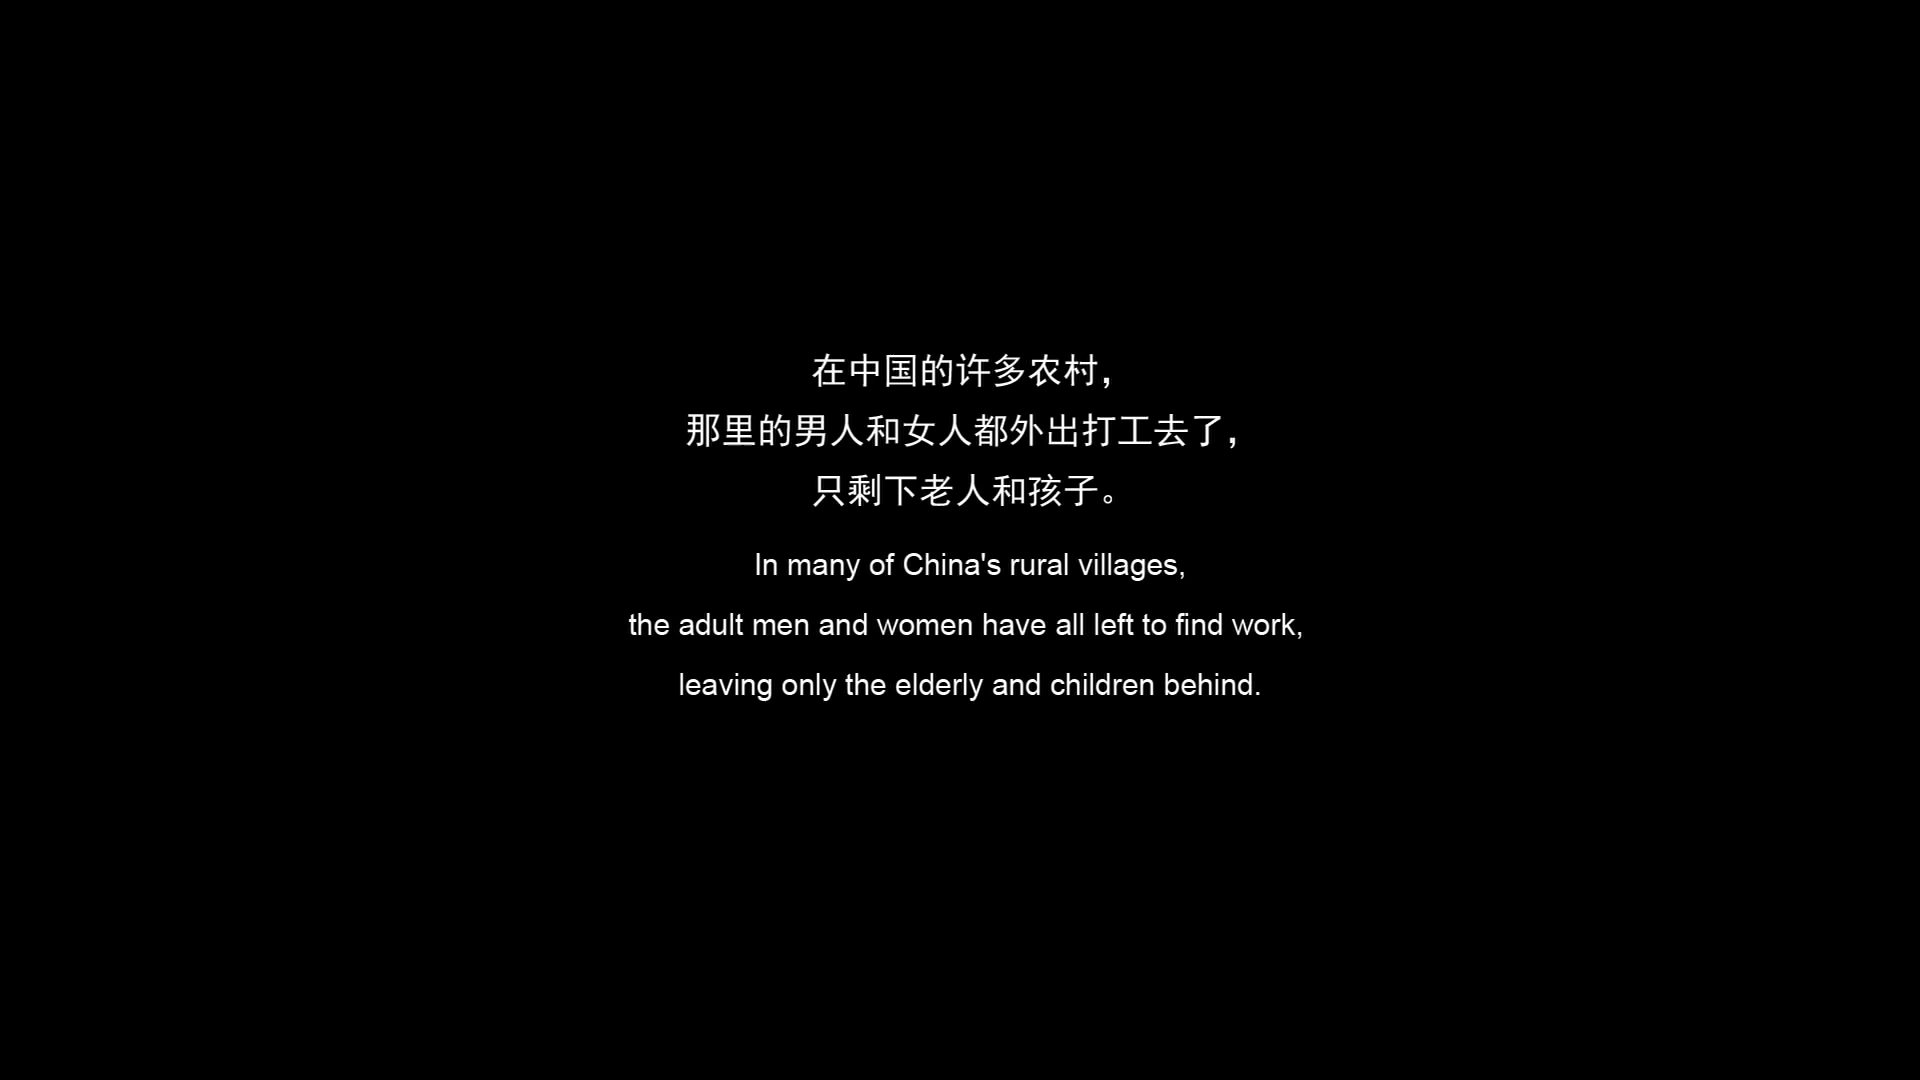 在中国的许多农村，
那里的男人和女人都外出打工去了，
只剩下老人和孩子。
In many of China's rural villages,
the adult men and women have all left to find work,
leaving only the elderly and children behind.